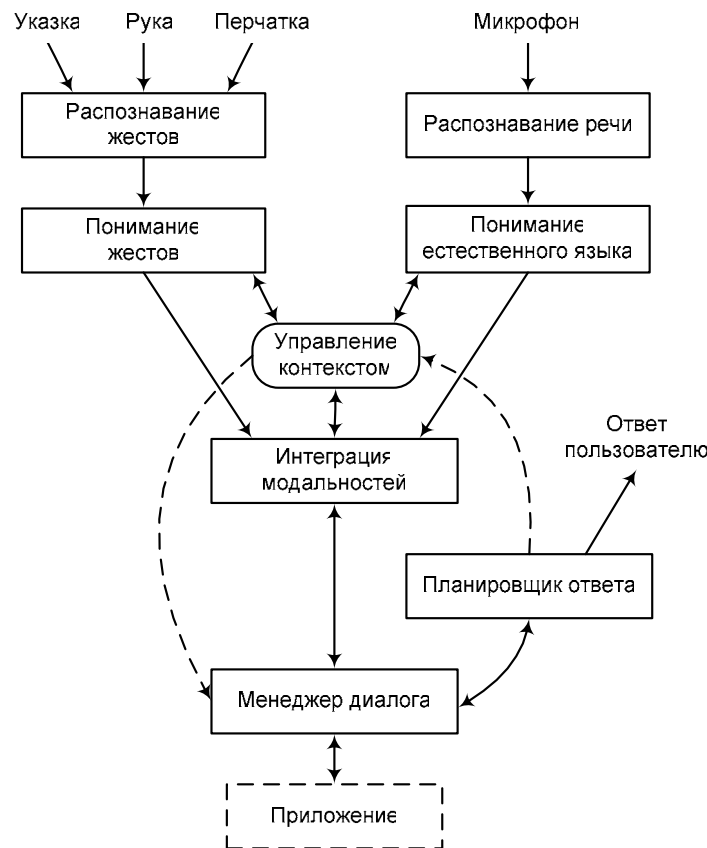 Указка
Рука
Перчатка
Микрофон
Распознавание
жестов
Распознавание речи
Понимание
жестов
Понимание
естественного языка
Управление
контекстом
Интеграция
модальностей
Ответ
пользователю
Планировщик ответа
Менеджер диалога
Приложение